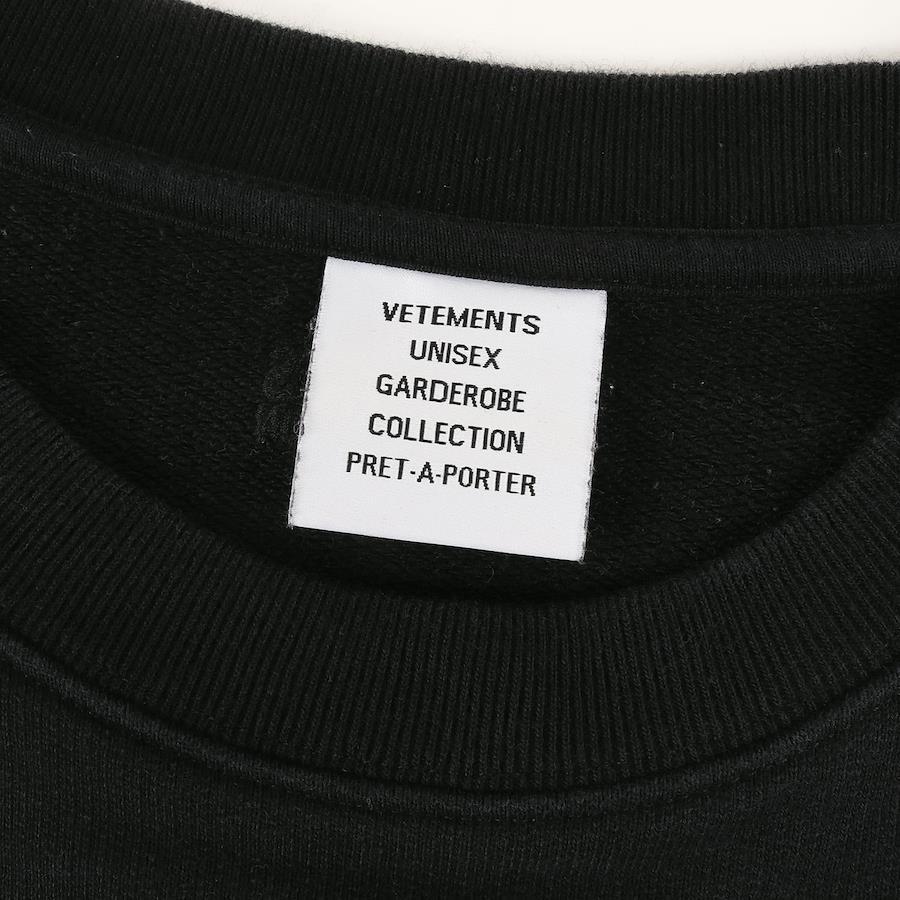 VETEMENTS
UNISEX
GARDEROBE
COLLECTION
PRET-A-PORTER